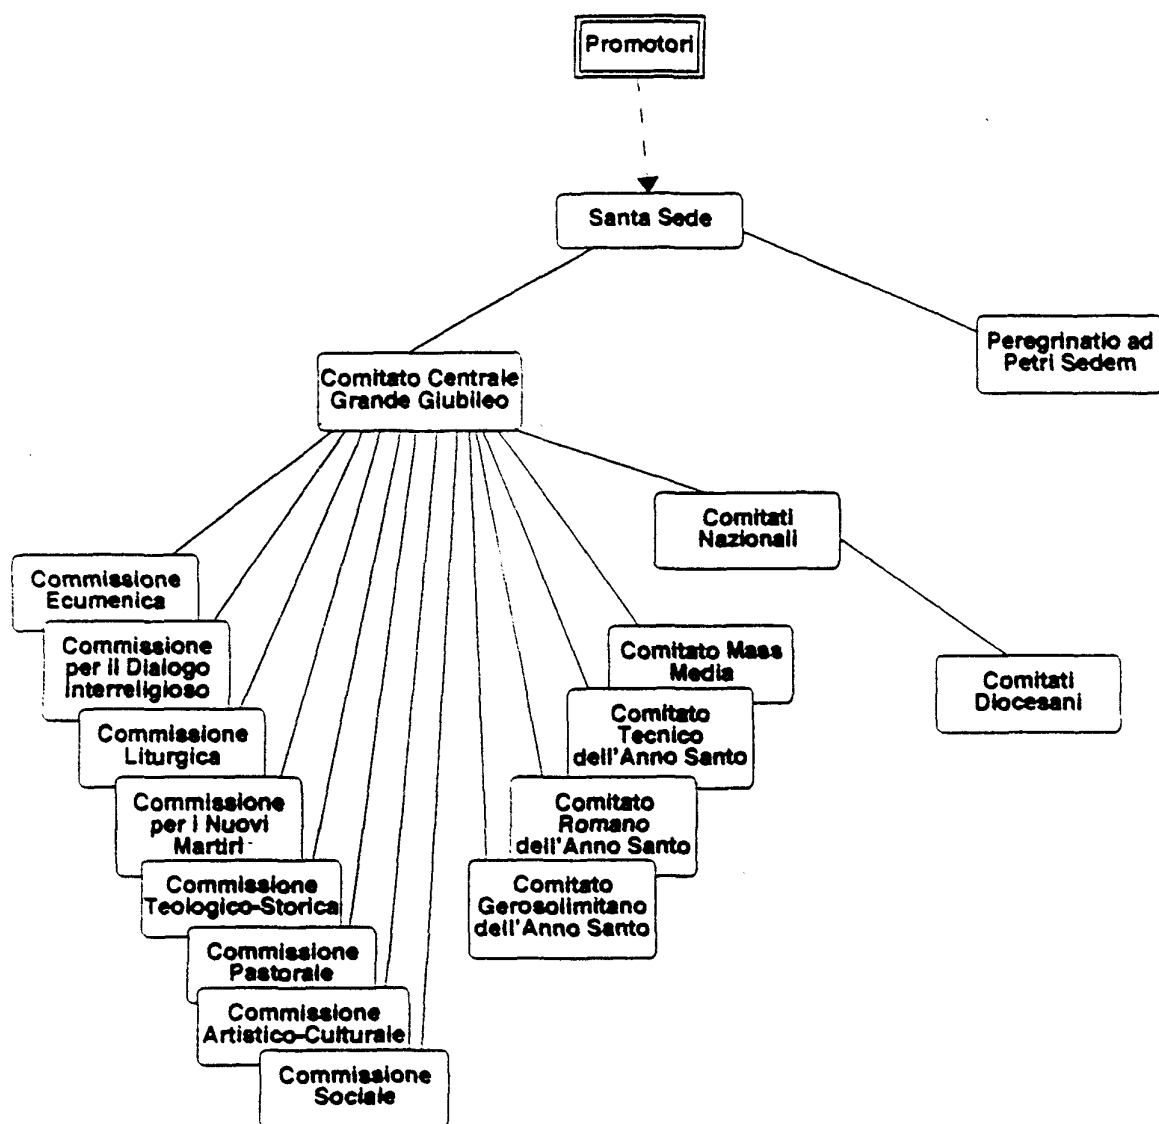 Promotori
Santa Sede
Peregrinatio ad
Petri Sedem
Comitato Centrale
Grande Giubileo
Comitati
Nazionali
Commissione
Ecumenica
Commissione
per il Dialogo
Interreligioso
Commissione
Liturgica
Commissione
per i Nuovi
Martiri
Commissione
Teologico-Storica
Commissione
Pastorale
Commissione
Artistico-Culturale
Commissione
Sociale
Comitato Mass
Media
Comitato
Tecnico
dell'Anno Santo
Comitato
Romano
dell'Anno Santo
Comitato
Gerosolimitano
dell'Anno Santo
Comitati
Diocesani